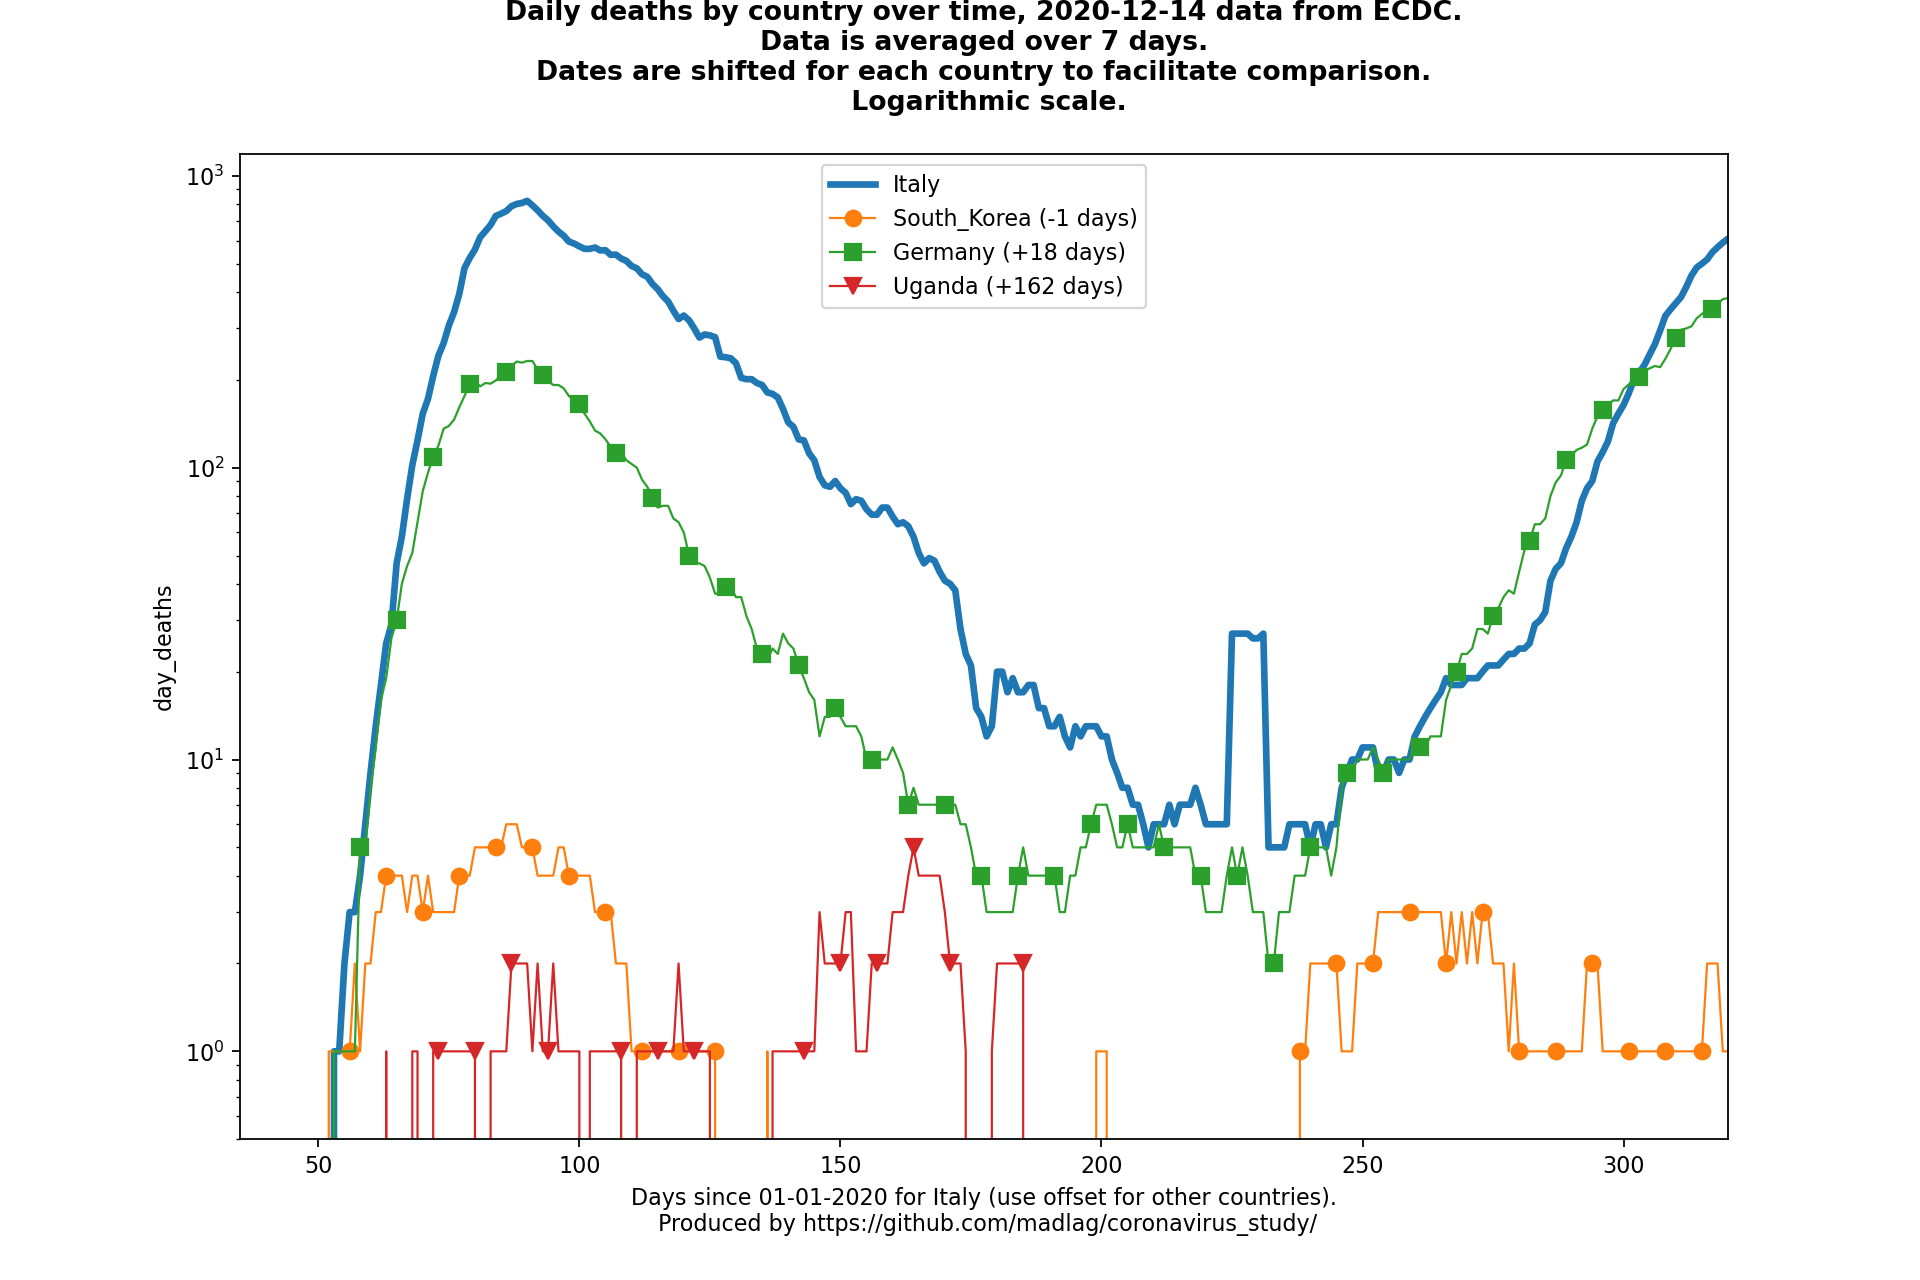 Daily deaths by country over time, 2020-12-14 data from ECDC.
Data is averaged over 7 days.
Dates are shifted for each country to facilitate comparison.
Logarithmic scale.
10³
10²
10¹
10⁰
day_deaths
Italy
South_Korea (-1 days)
Germany (+18 days)
Uganda (+162 days)
50 100 150 200 250 300
Days since 01-01-2020 for Italy (use offset for other countries).
Produced by https://github.com/madlag/coronavirus_study/